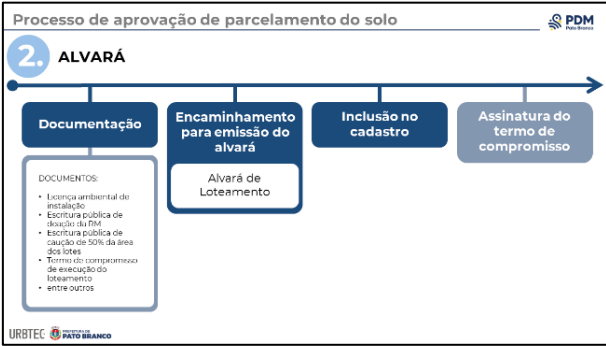 Processo de aprovação de parcelamento do solo
PDM
Pato Branco
2. ALVARÁ
Documentação
DOCUMENTOS:
• Licença ambiental de
instalação
• Escritura pública de
doação da RM
• Escritura pública de
caução de 50% da área
dos lotes
• Termo de compromisso
de execução do
loteamento
• entre outros
Encaminhamento
para emissão do
alvará
Alvará de
Loteamento
Inclusão no
cadastro
Assinatura do
termo de
compromisso
URBTEC
PREFEITURA DE
PATO BRANCO